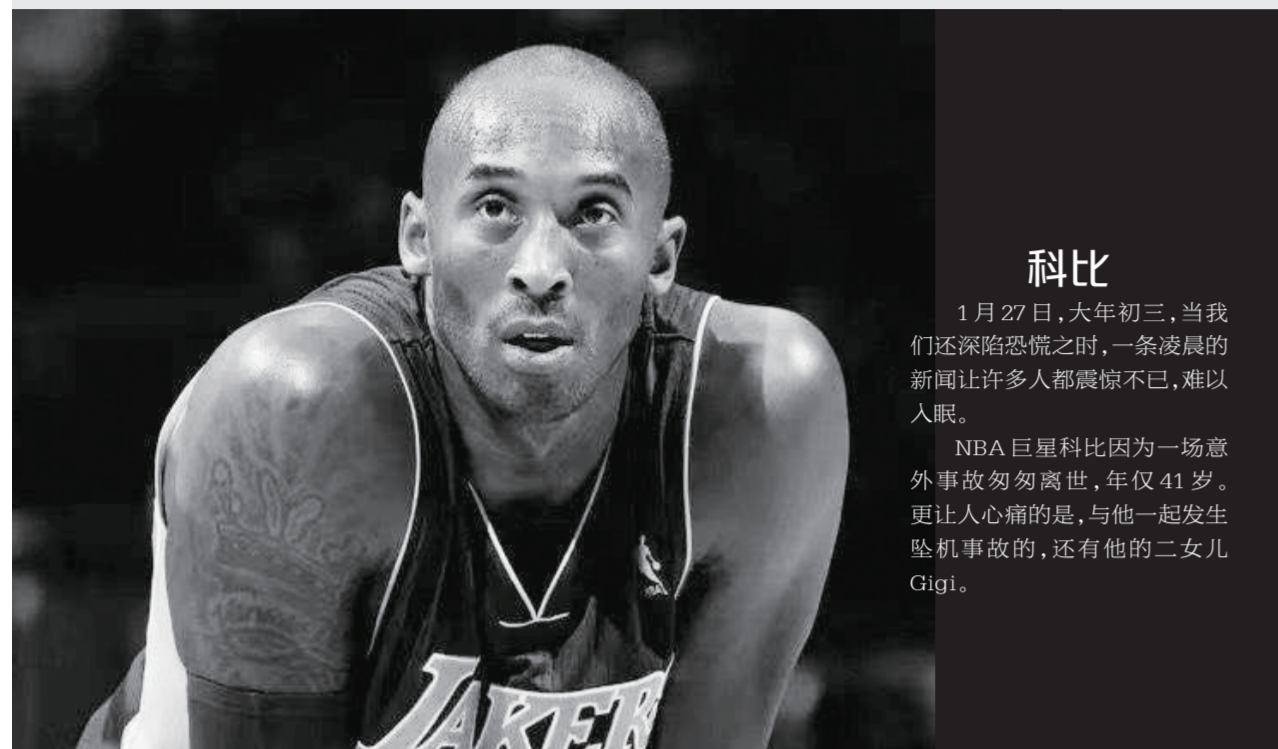 科比
1月27日,大年初三,当我
们还深陷恐慌之时,一条凌晨的
新闻让许多人都震惊不已,难以
入眠。
NBA巨星科比因为一场意
外事故匆匆离世,年仅41岁。
更让人心痛的是,与他一起发生
坠机事故的,还有他的二女儿
Gigi。
LAKER